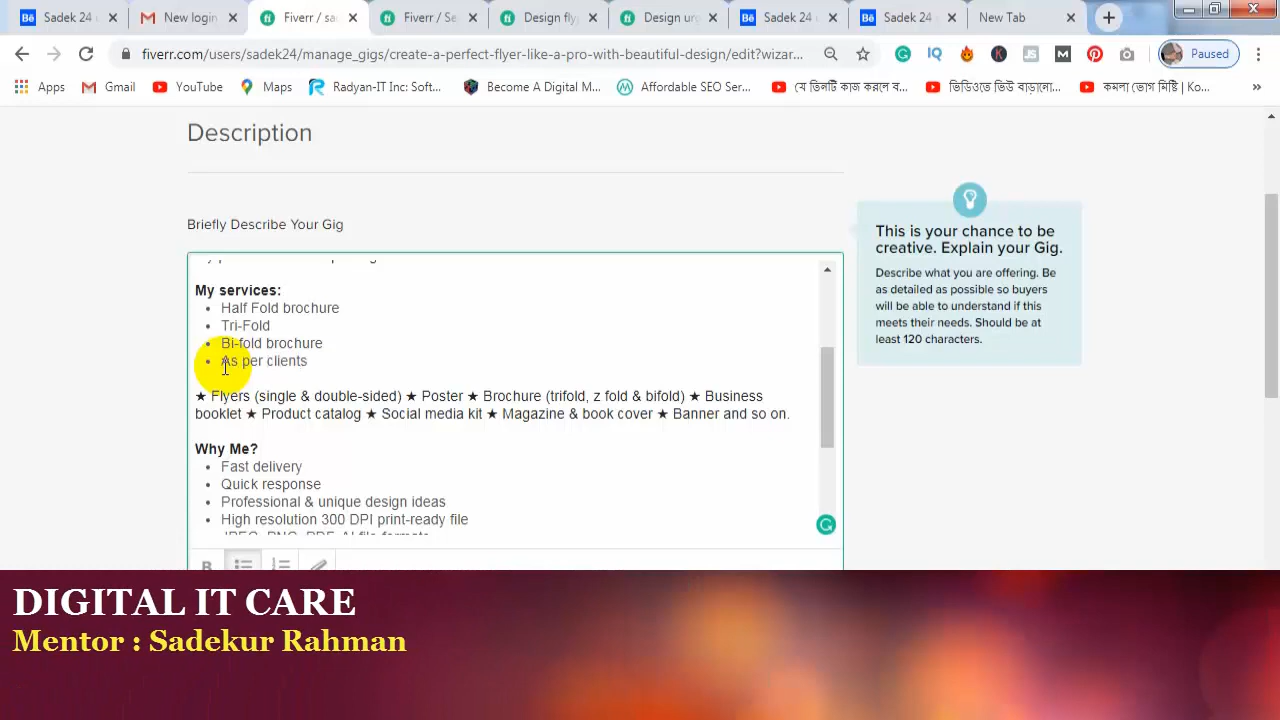 Sadek 24 u
New login
Fiverr / sa
Fiverr / Se
Design fly
Design ur
Sadek 24 u
Sadek 24
New Tab
fiverr.com/users/sadek24/manage_gigs/create-a-perfect-flyer-like-a-pro-with-beautiful-design/edit?wizar...
Paused
Apps
Gmail
YouTube
Maps
Radyan-IT Inc: Soft...
Become A Digital M...
Affordable SEO Ser...
যে তিনটি কাজ করলে ব...
ভিডিওতে ভিউ বাড়ানো...
কমলা ভোগ মিষ্টি | Ko...
Description
Briefly Describe Your Gig
My services:
Half Fold brochure
Tri-Fold
Bi-fold brochure
As per clients
★ Flyers (single & double-sided) ★ Poster ★ Brochure (trifold, z fold & bifold) ★ Business
booklet ★ Product catalog ★ Social media kit ★ Magazine & book cover ★ Banner and so on.
Why Me?
Fast delivery
Quick response
Professional & unique design ideas
High resolution 300 DPI print-ready file
JPEG, PNG, PDF, AI file formats
B
This is your chance to be
creative. Explain your Gig.
Describe what you are offering. Be
as detailed as possible so buyers
will be able to understand if this
meets their needs. Should be at
least 120 characters.
DIGITAL IT CARE
Mentor : Sadekur Rahman